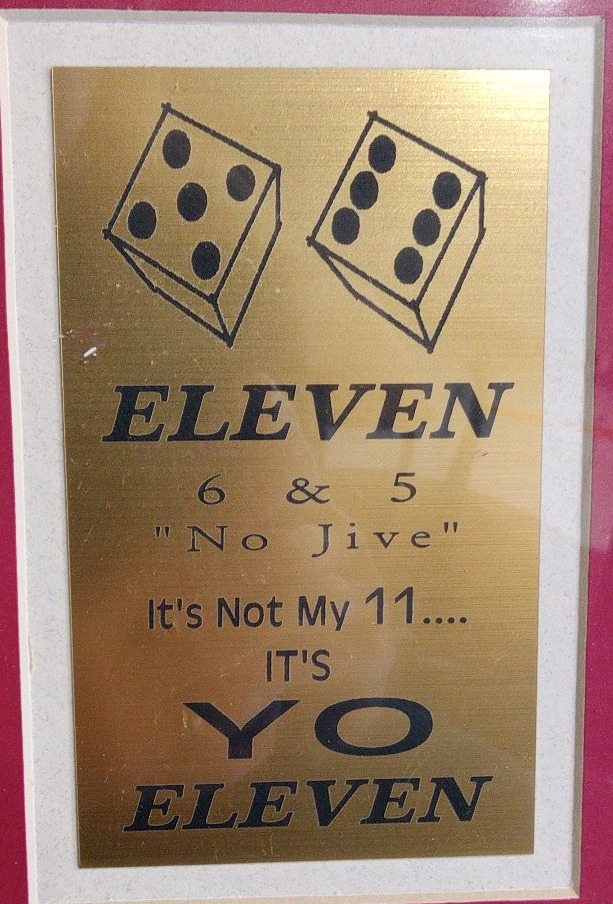 ELEVEN
6 & 5
"No Jive"
It's Not My 11....
IT'S
YO
ELEVEN